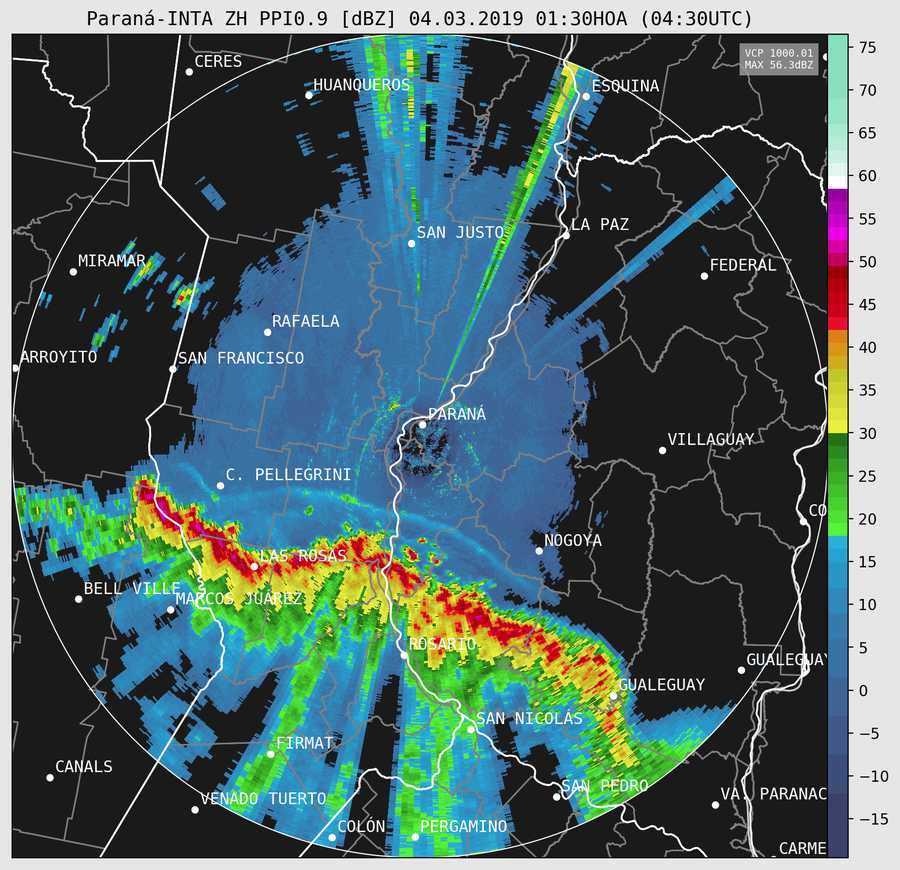 Paraná-INTA ZH PPI0.9 [dBZ] 04.03.2019 01:30HOA (04:30UTC)
VCP 1000.01
MAX 56.3dBZ
CERES
HUANQUEROS
ESQUINA
SAN JUSTO
LA PAZ
MIRAMAR
FEDERAL
RAFAELA
ARROYITO
SAN FRANCISCO
PARANÁ
VILLAGUAY
C. PELLEGRINI
CO
NOGOYA
LAS ROSAS
BELL VILLE
MARCOS JUÁREZ
ROSARIO
GUALEGUAY
GUALEGUAY
SAN NICOLÁS
FIRMAT
CANALS
SAN PEDRO
VENADO TUERTO
VA. PARANAC
COLÓN
PERGAMINO
CARME
75
70
65
60
55
50
45
40
35
30
25
20
15
10
5
0
−5
−10
−15